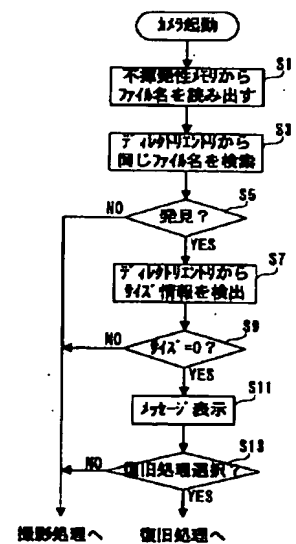 カメラ起動
S1
不揮発性メモリから
ファイル名を読み出す
S3
ディレクトリエントリから
同じファイル名を検索
S5
発見？
NO
YES
S7
ディレクトリエントリから
サイズ情報を検出
S9
サイズ=0？
NO
YES
S11
メッセージ表示
S13
復旧処理選択？
NO
YES
撮影処理へ
復旧処理へ